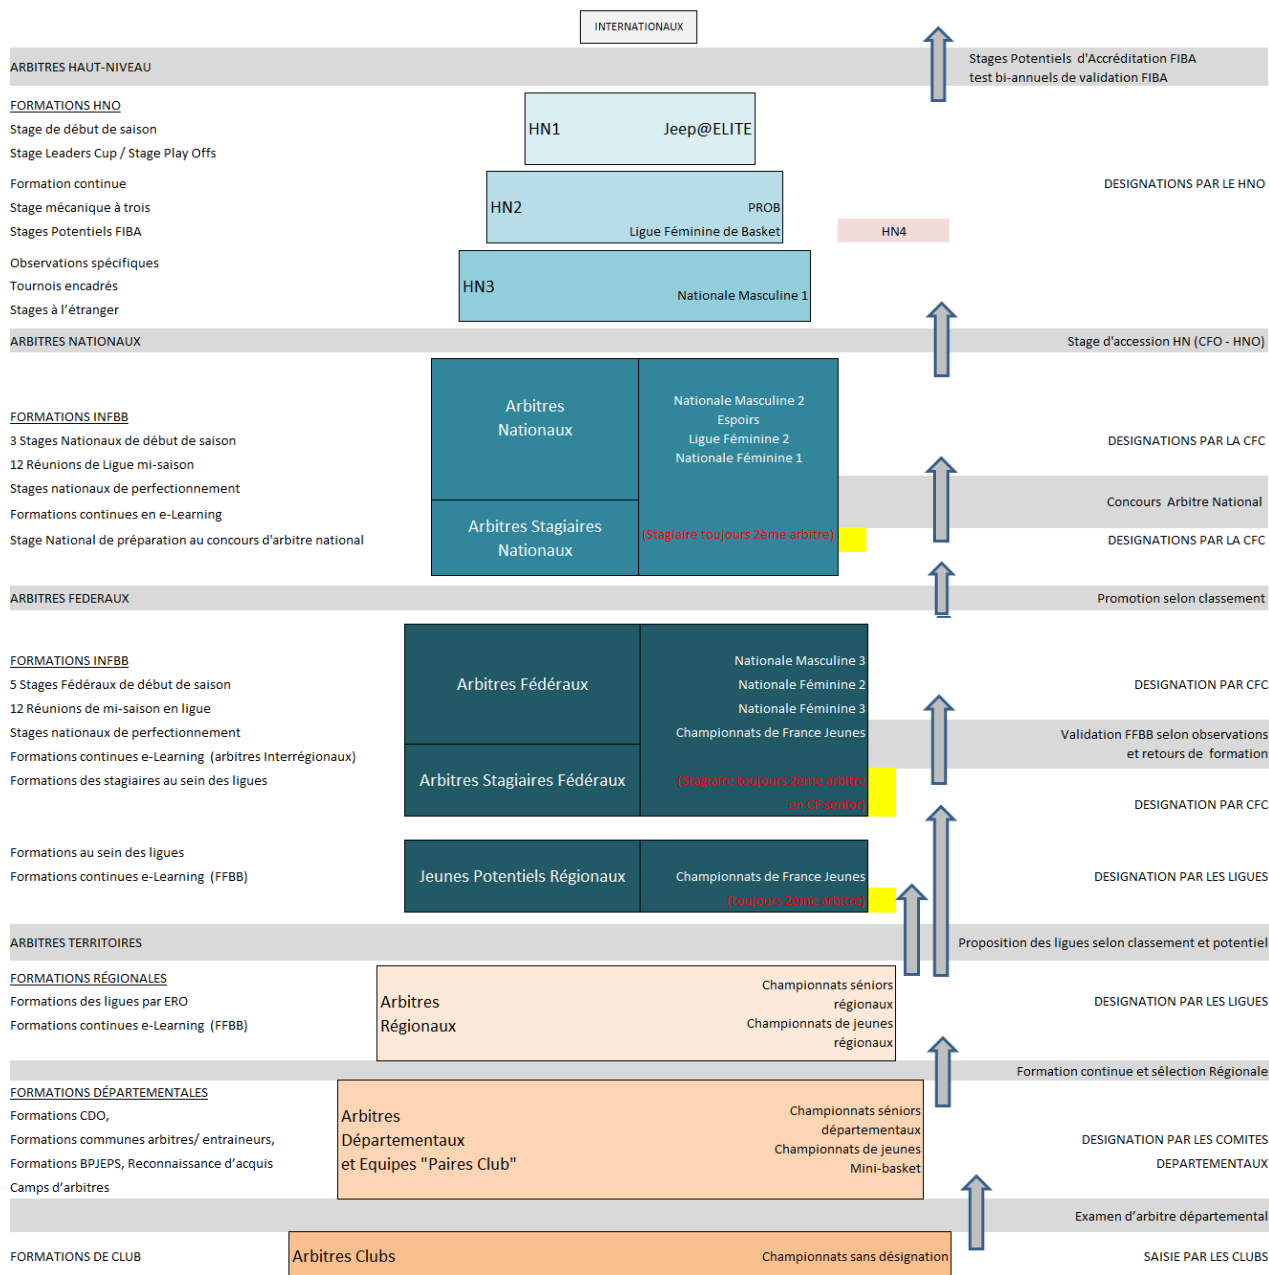 INTERNATIONAUX
ARBITRES HAUT-NIVEAU
Stages Potentiels  d'Accréditation FIBA
test bi-annuels de validation FIBA
FORMATIONS HNO
Stage de début de saison
Stage Leaders Cup / Stage Play Offs
HN1
Jeep@ELITE
Formation continue
Stage mécanique à trois
Stages Potentiels FIBA
HN2
PROB
Ligue Féminine de Basket
HN4
DESIGNATIONS PAR LE HNO
Observations spécifiques
Tournois encadrés
Stages à l'étranger
HN3
Nationale Masculine 1
ARBITRES NATIONAUX
Stage d'accession HN (CFO - HNO)
FORMATIONS INFBB
3 Stages Nationaux de début de saison
12 Réunions de Ligue mi-saison
Stages nationaux de perfectionnement
Formations continues en e-Learning
Stage National de préparation au concours d'arbitre national
Arbitres
Nationaux
Nationale Masculine 2
Espoirs
Ligue Féminine 2
Nationale Féminine 1
Arbitres Stagiaires
Nationaux
(Stagiaire toujours 2ème arbitre)
DESIGNATIONS PAR LA CFC
Concours  Arbitre National
DESIGNATIONS PAR LA CFC
ARBITRES FEDERAUX
Promotion selon classement
FORMATIONS INFBB
5 Stages Fédéraux de début de saison
12 Réunions de mi-saison en ligue
Stages nationaux de perfectionnement
Formations continues e-Learning  (arbitres Interrégionaux)
Formations des stagiaires au sein des ligues
Arbitres Fédéraux
Nationale Masculine 3
Nationale Féminine 2
Nationale Féminine 3
Championnats de France Jeunes
Arbitres Stagiaires Fédéraux
(Stagiaire toujours 2ème arbitre
en CF senior)
DESIGNATION PAR CFC
Validation FFBB selon observations
et retours de  formation
DESIGNATION PAR CFC
Formations au sein des ligues
Formations continues e-Learning  (FFBB)
Jeunes Potentiels Régionaux
Championnats de France Jeunes
(toujours 2ème arbitre)
DESIGNATION PAR LES LIGUES
ARBITRES TERRITOIRES
Proposition des ligues selon classement et potentiel
FORMATIONS RÉGIONALES
Formations des ligues par ERO
Formations continues e-Learning  (FFBB)
Arbitres
Régionaux
Championnats séniors
régionaux
Championnats de jeunes
régionaux
DESIGNATION PAR LES LIGUES
Formation continue et sélection Régionale
FORMATIONS DÉPARTEMENTALES
Formations CDO,
Formations communes arbitres/ entraineurs,
Formations BPJEPS, Reconnaissance d'acquis
Camps d'arbitres
Arbitres
Départementaux
et Equipes "Paires Club"
Championnats séniors
départementaux
Championnats de jeunes
Mini-basket
DESIGNATION PAR LES COMITES
DEPARTEMENTAUX
Examen d'arbitre départemental
FORMATIONS DE CLUB
Arbitres Clubs
Championnats sans désignation
SAISIE PAR LES CLUBS